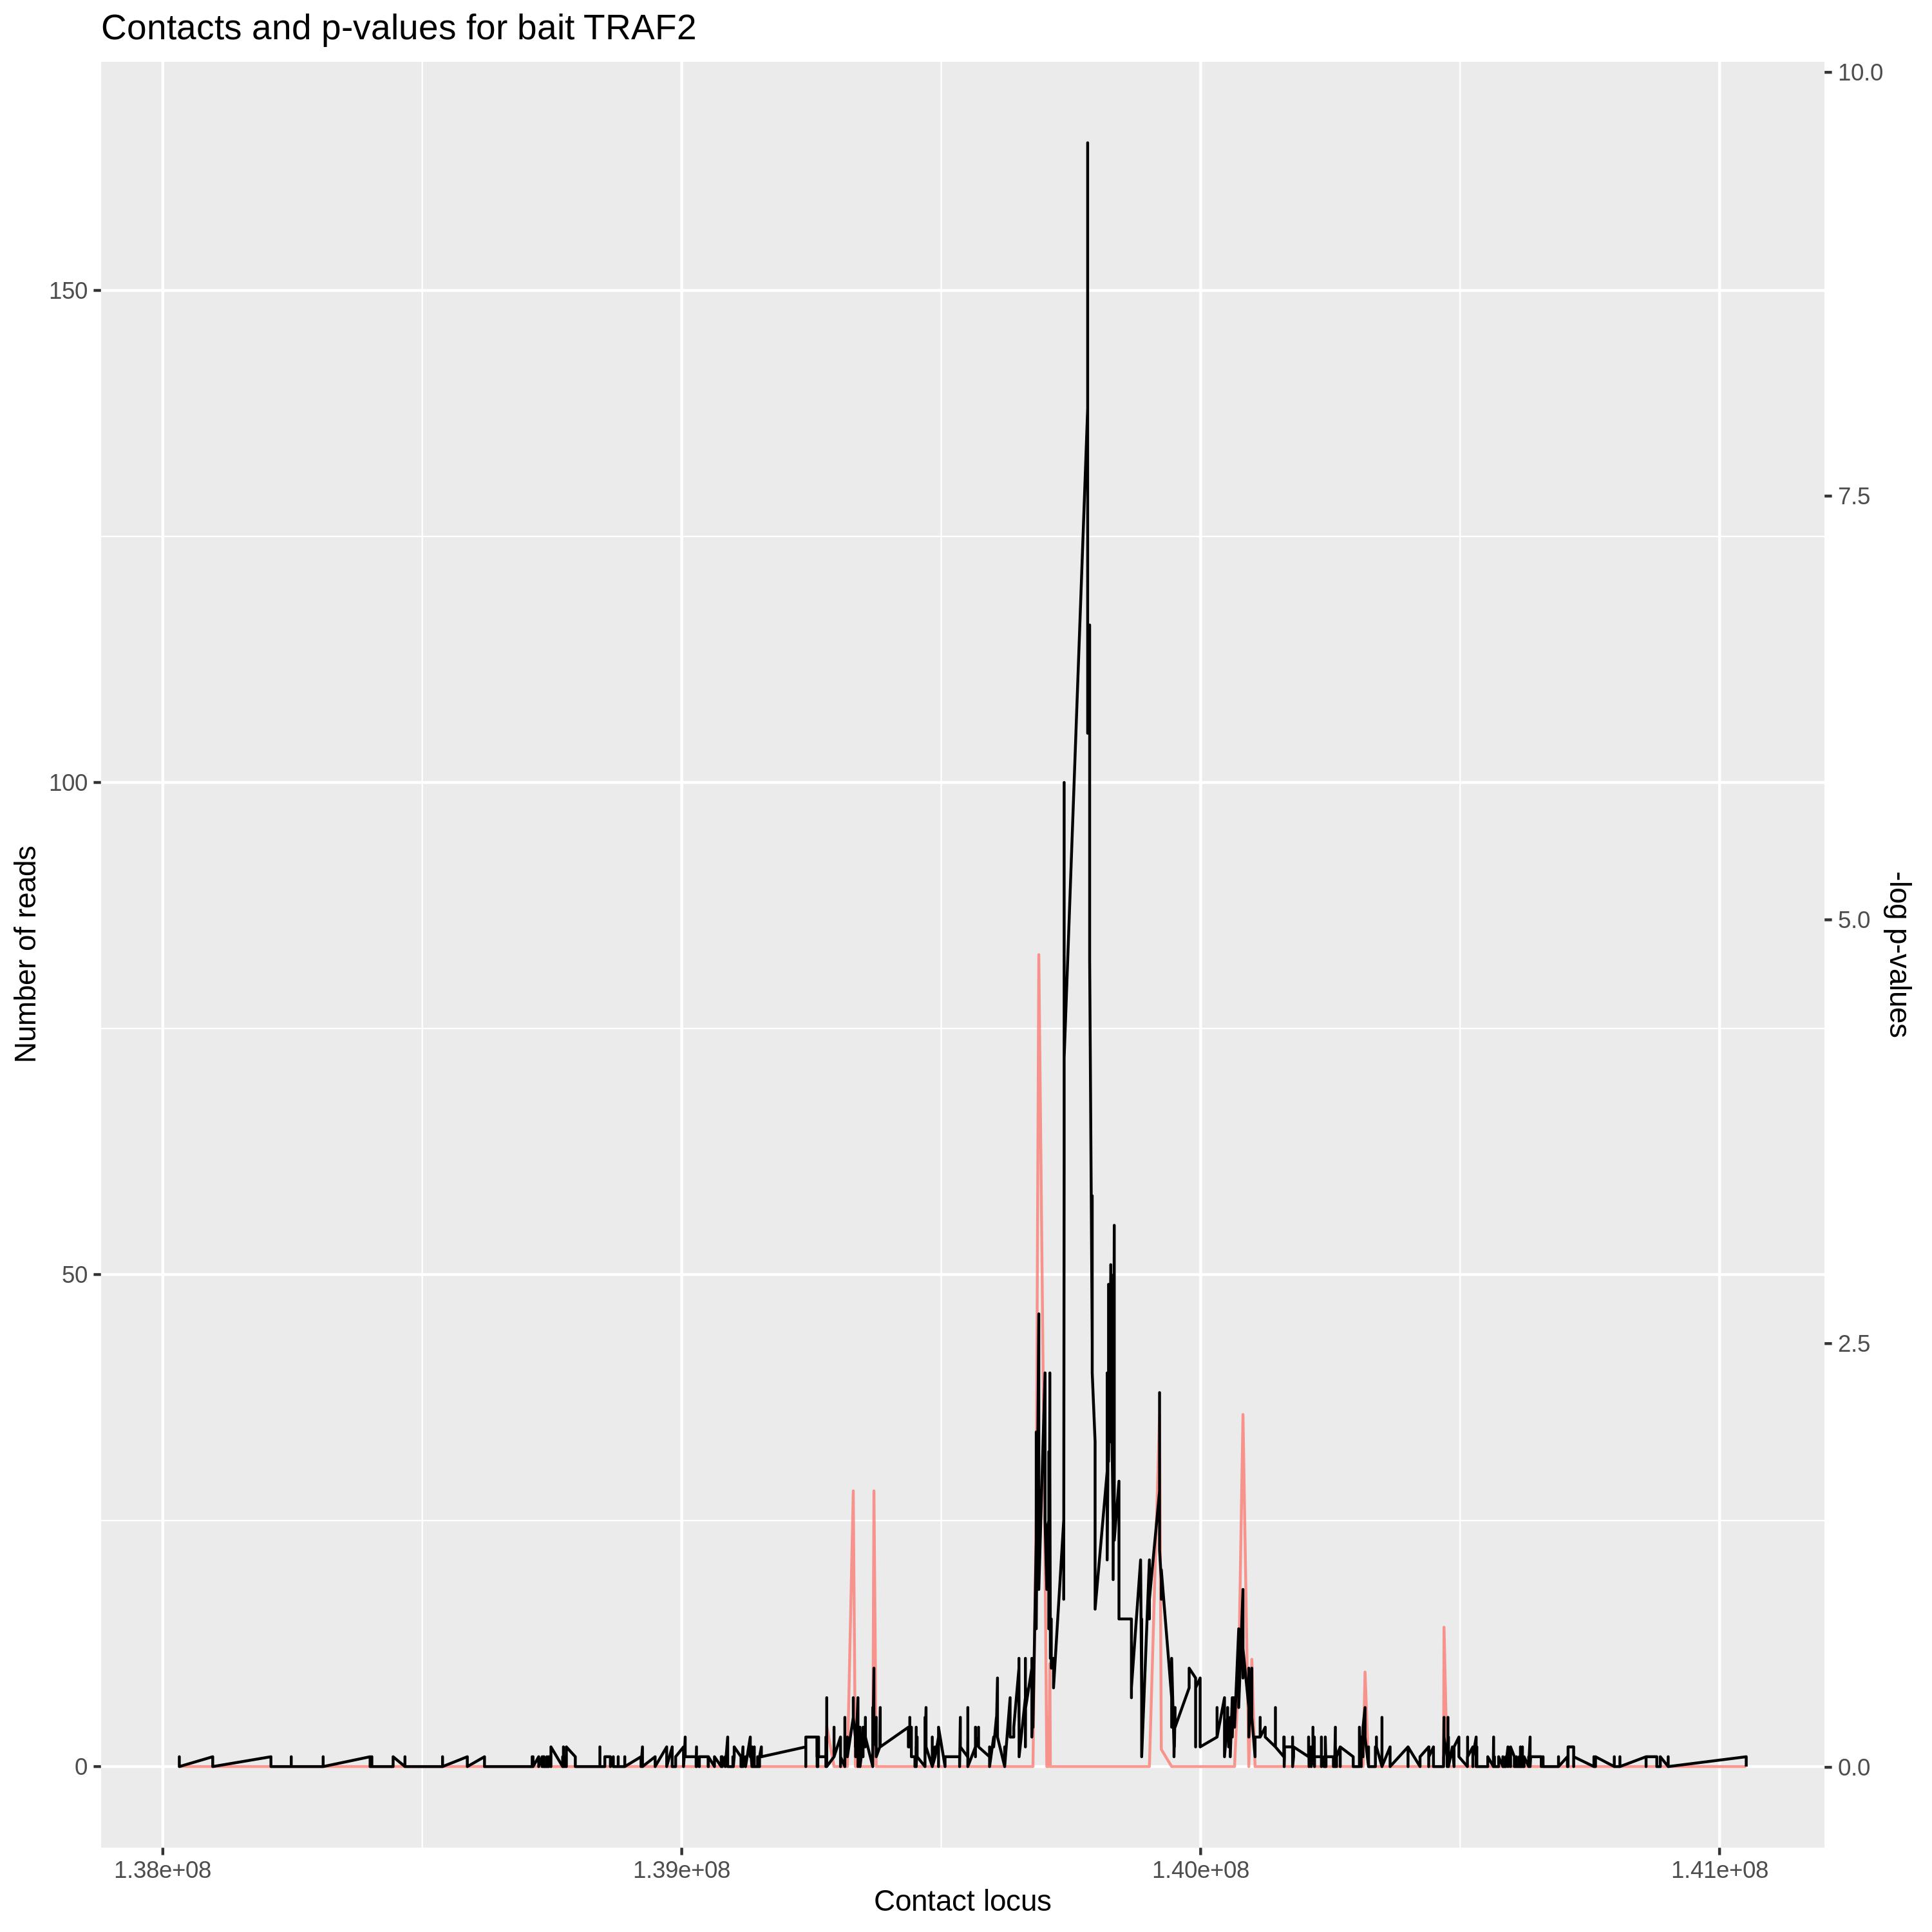 Contacts and p-values for bait TRAF2
10.0
150
7.5
100
5.0
Number of reads
-log p-values
50
2.5
0
0.0
1.38e+08
1.39e+08
1.40e+08
1.41e+08
Contact locus